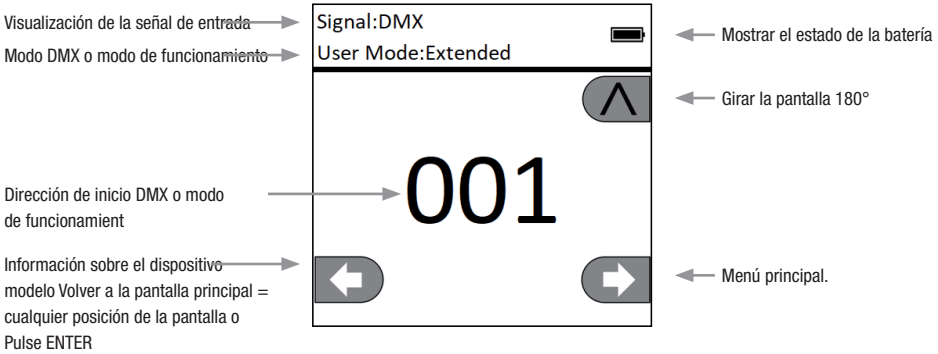 Visualización de la señal de entrada
Modo DMX o modo de funcionamiento
Signal:DMX
User Mode:Extended
Mostrar el estado de la batería
Girar la pantalla 180°
001
Dirección de inicio DMX o modo
de funcionamient
Información sobre el dispositivo
modelo Volver a la pantalla principal =
cualquier posición de la pantalla o
Pulse ENTER
Menú principal.